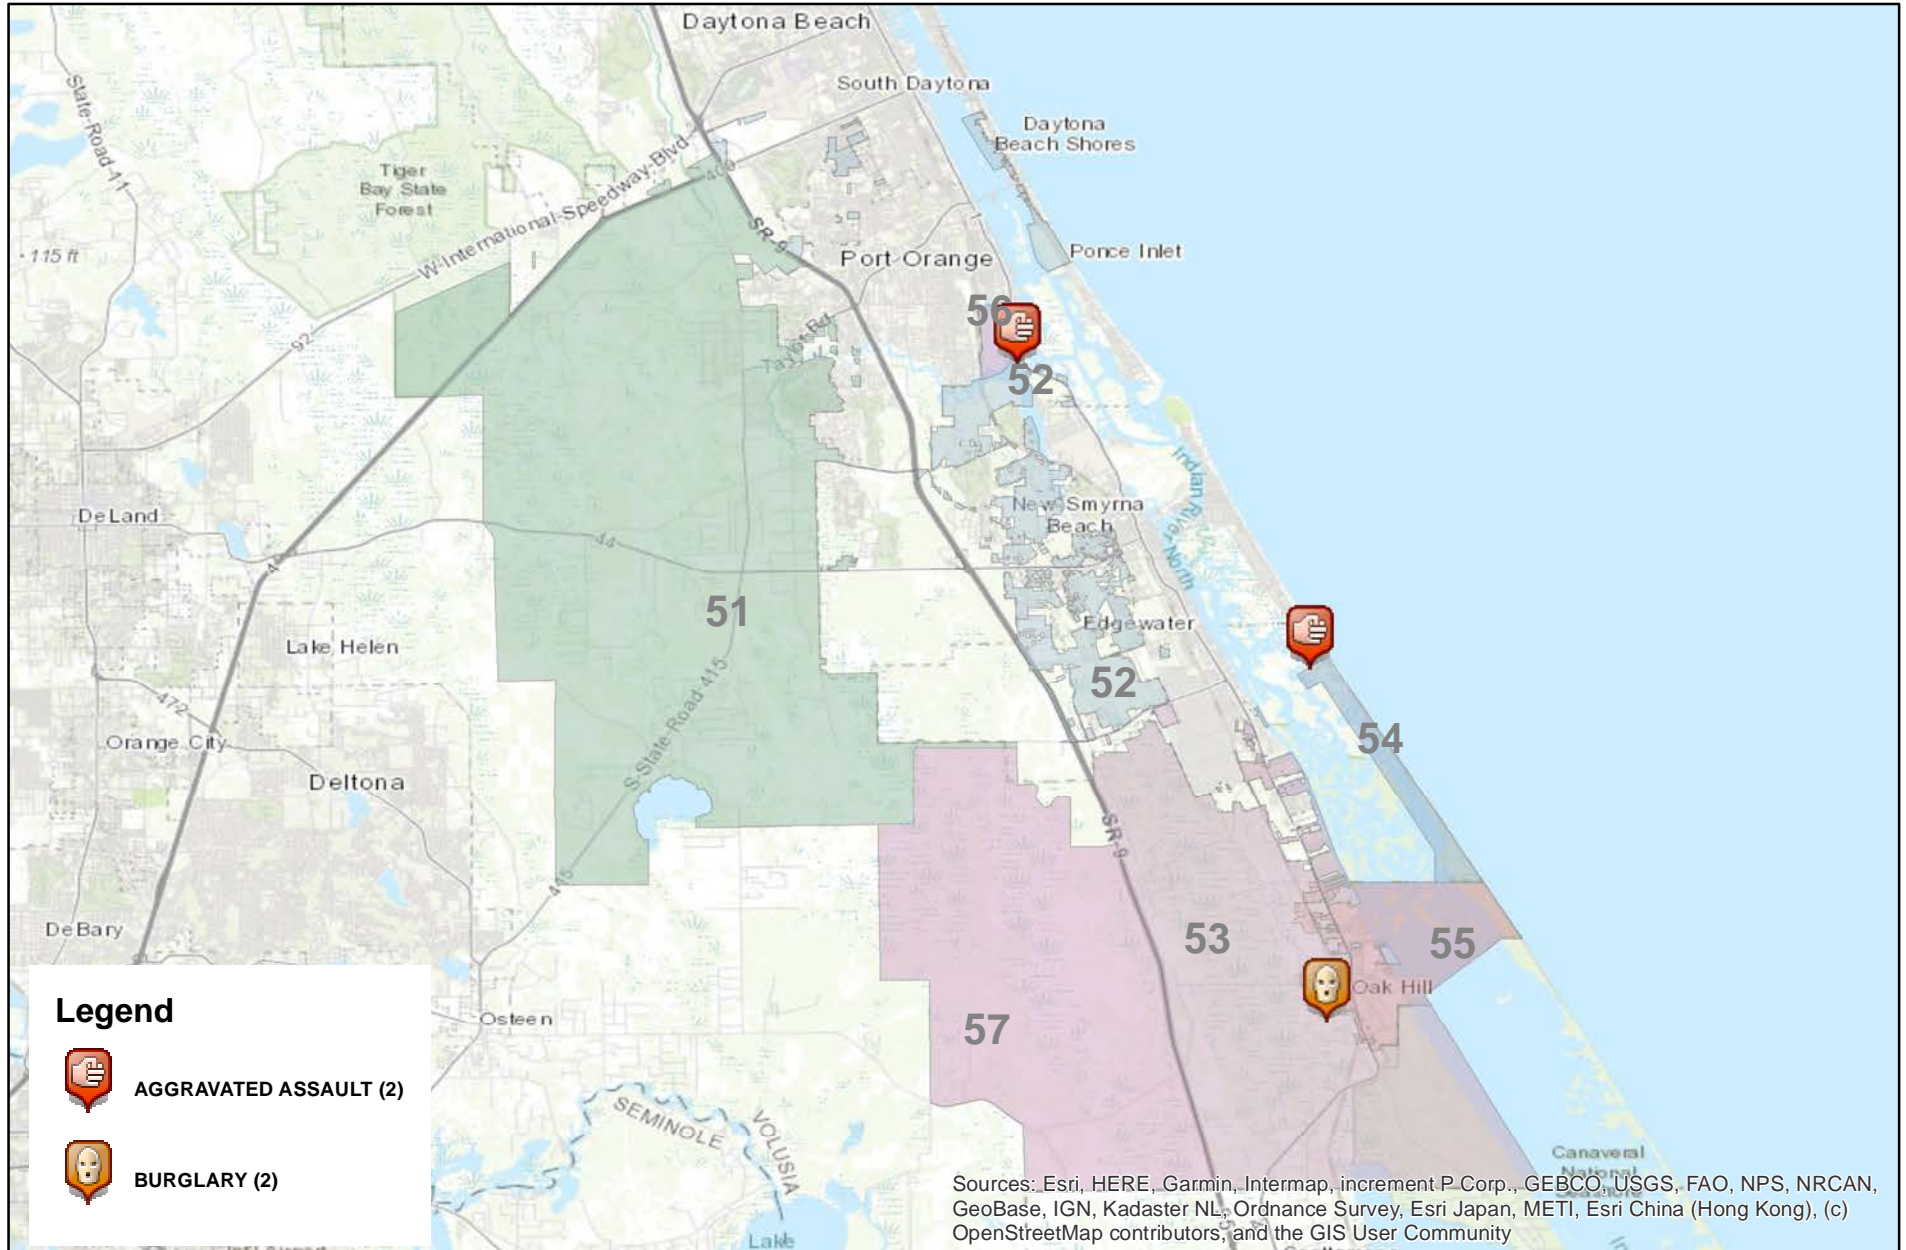 Daytona Beach
South Daytona
Daytona
Beach Shores
State-Road-11
Tiger
Bay State
Forest
W-International-Speedway-Blvd
400
SR-9
115 ft
Port Orange
Ponce Inlet
56
92
Taylor Rd
52
Indian River North
DeLand
New Smyrna
Beach
44
4
51
Edgewater
Lake Helen
52
S-State-Road-415
472
54
Orange City
Deltona
SR-9
DeBary
415
53
55
Oak Hill
Osteen
57
Legend
AGGRAVATED ASSAULT (2)
BURGLARY (2)
SEMINOLE
VOLUSIA
Canaveral
National
Seashore
Lake
Sources: Esri, HERE, Garmin, Intermap, increment P Corp., GEBCO, USGS, FAO, NPS, NRCAN,
GeoBase, IGN, Kadaster NL, Ordnance Survey, Esri Japan, METI, Esri China (Hong Kong), (c)
OpenStreetMap contributors, and the GIS User Community